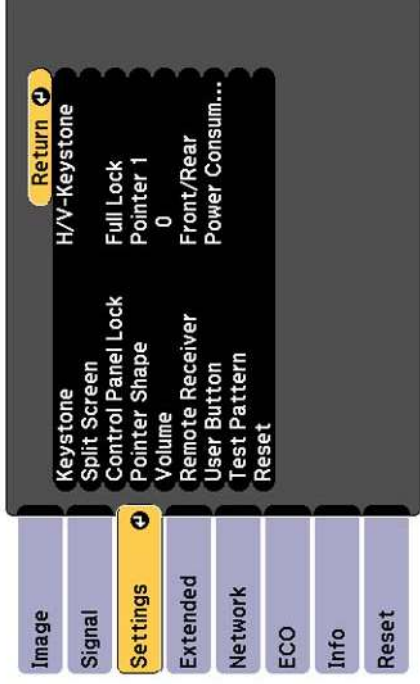 Image
Signal
Settings
Extended
Network
ECO
Info
Reset
Return
Keystone H/V-Keystone
Split Screen
Control Panel Lock Full Lock
Pointer Shape Pointer 1
Volume 0
Remote Receiver Front/Rear
User Button Power Consum...
Test Pattern
Reset